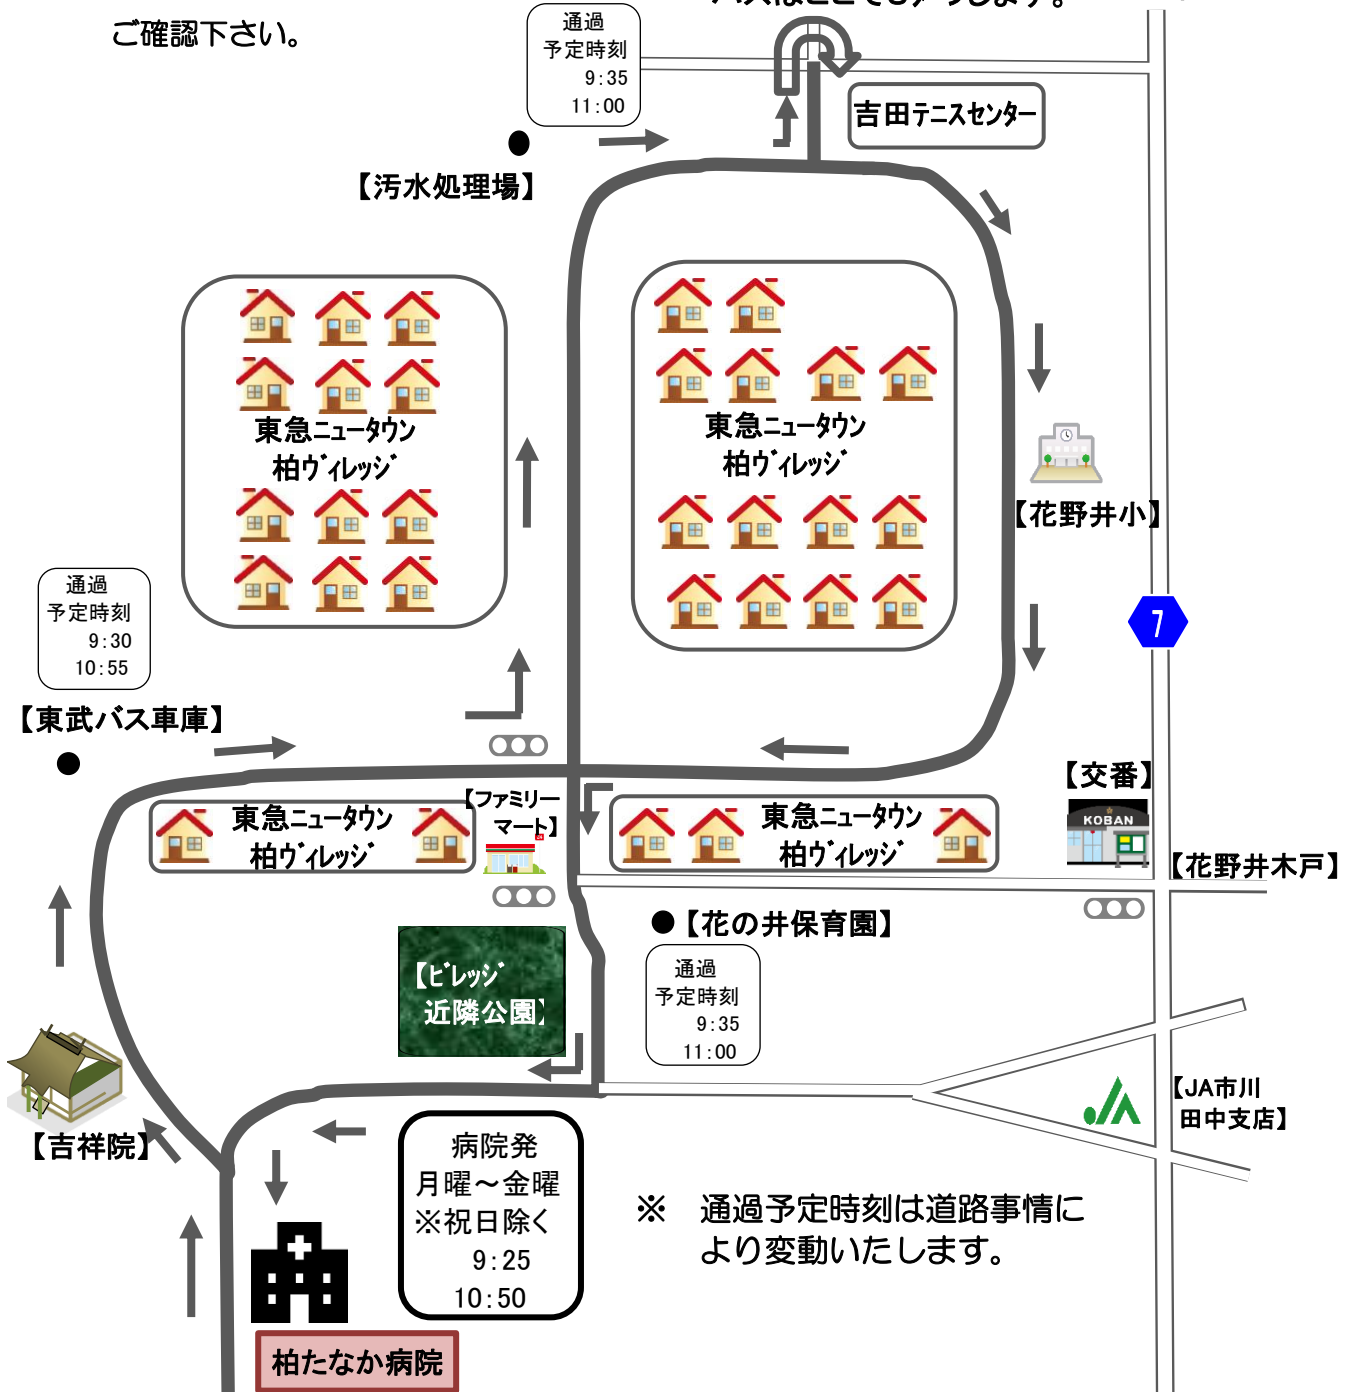 ご確認下さい。
通過
予定時刻
9:35
11:00
吉田テニスセンター
【汚水処理場】
東急ニュータウン
柏ヴィレッジ
東急ニュータウン
柏ヴィレッジ
【花野井小】
通過
予定時刻
9:30
10:55
7
【東武バス車庫】
【交番】
KOBAN
【ファミリー
マート】
東急ニュータウン
柏ヴィレッジ
東急ニュータウン
柏ヴィレッジ
【花野井木戸】
●【花の井保育園】
通過
予定時刻
9:35
11:00
【ビレッジ
近隣公園】
【JA市川
田中支店】
【吉祥院】
病院発
月曜～金曜
※祝日除く
9:25
10:50
※ 通過予定時刻は道路事情に
より変動いたします。
柏たなか病院